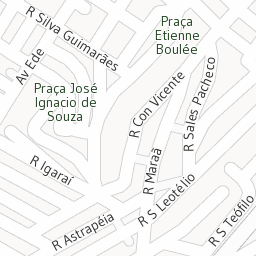 R Silva Guimarães
Praça
Etienne
Boulée
Av Ede
Praça José
Ignacio de
Souza
R Con Vicente
R Sales Pacheco
R Igaraí
R Maraã
R S Leotélio
R Astrapéia
R S Teófilo